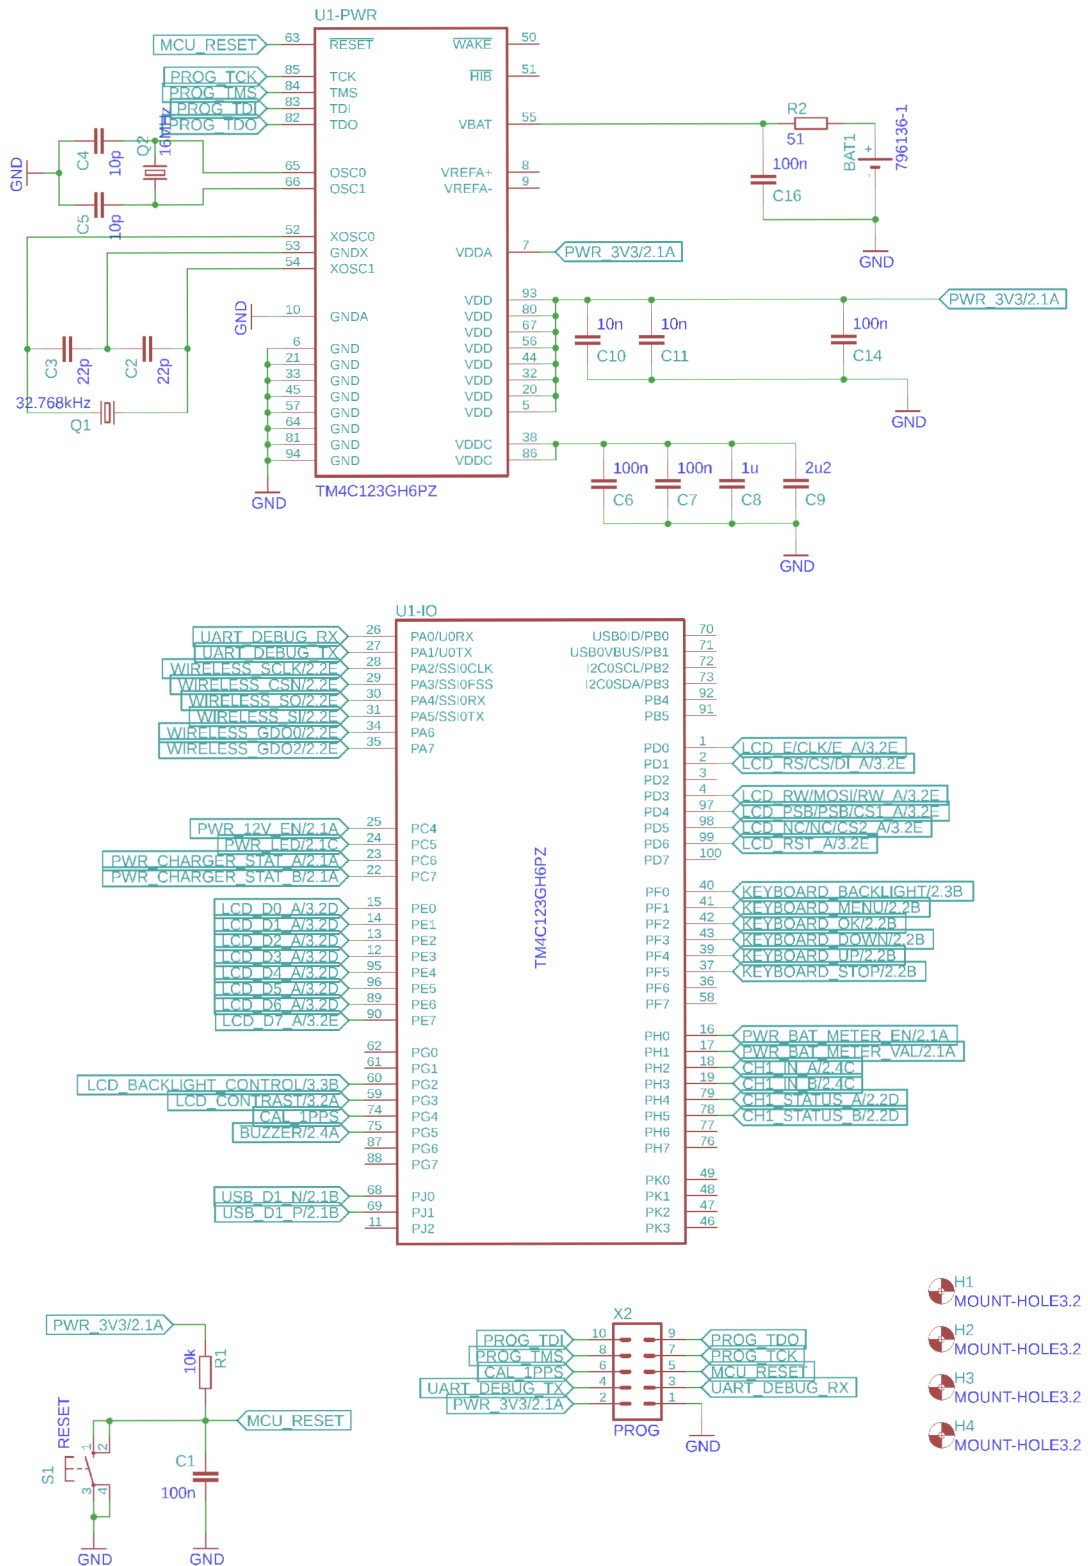 U1-PWR
MCU_RESET 63 RESET WAKE 50
PROG_TCK 85 TCK HIB 51
PROG_TMS 84 TMS
PROG_TDI 83 TDI
PROG_TDO 82 TDO VBAT 55
R2
51
BAT1
+
796136-1
100n
C16
GND
C4
10p
Q2
16MHz
GND
C5
10p
65 OSC0 VREFA+ 8
66 OSC1 VREFA- 9
52 XOSC0
53 GNDX VDDA 7 PWR_3V3/2.1A
54 XOSC1
GND 10 GNDA
VDD 93 PWR_3V3/2.1A
VDD 80
VDD 67
6 GND VDD 56
21 GND VDD 44
33 GND VDD 32
45 GND VDD 20
57 GND VDD 5
64 GND
81 GND VDDC 38
94 GND VDDC 86
C3
22p
C2
22p
32.768kHz
Q1
10n
C10
10n
C11
100n
C14
GND
100n
C6
100n
C7
1u
C8
2u2
C9
GND
GND
TM4C123GH6PZ
U1-IO
UART_DEBUG_RX 26 PA0/U0RX USB0ID/PB0 70
UART_DEBUG_TX 27 PA1/U0TX USB0VBUS/PB1 71
WIRELESS_SCLK/2.2E 28 PA2/SSI0CLK I2C0SCL/PB2 72
WIRELESS_CSN/2.2E 29 PA3/SSI0FSS I2C0SDA/PB3 73
WIRELESS_SO/2.2E 30 PA4/SSI0RX PB4 92
WIRELESS_SI/2.2E 31 PA5/SSI0TX PB5 91
WIRELESS_GDO0/2.2E 34 PA6
WIRELESS_GDO2/2.2E 35 PA7 PD0 1 LCD_E/CLK/E_A/3.2E
PD1 2 LCD_RS/CS/DI_A/3.2E
PD2 3
PD3 4 LCD_RW/MOSI/RW_A/3.2E
PD4 97 LCD_PSB/PSB/CS1_A/3.2E
PWR_12V_EN/2.1A 25 PC4 PD5 98 LCD_NC/NC/CS2_A/3.2E
PWR_LED/2.1C 24 PC5 PD6 99 LCD_RST_A/3.2E
PWR_CHARGER_STAT_A/2.1A 23 PC6 PD7 100
PWR_CHARGER_STAT_B/2.1A 22 PC7
TM4C123GH6PZ
PF0 40 KEYBOARD_BACKLIGHT/2.3B
LCD_D0_A/3.2D 15 PE0 PF1 41 KEYBOARD_MENU/2.2B
LCD_D1_A/3.2D 14 PE1 PF2 42 KEYBOARD_OK/2.2B
LCD_D2_A/3.2D 13 PE2 PF3 43 KEYBOARD_DOWN/2.2B
LCD_D3_A/3.2D 12 PE3 PF4 39 KEYBOARD_UP/2.2B
LCD_D4_A/3.2D 95 PE4 PF5 37 KEYBOARD_STOP/2.2B
LCD_D5_A/3.2D 96 PE5 PF6 36
LCD_D6_A/3.2D 89 PE6 PF7 58
LCD_D7_A/3.2E 90 PE7
PH0 16 PWR_BAT_METER_EN/2.1A
62 PG0 PH1 17 PWR_BAT_METER_VAL/2.1A
61 PG1 PH2 18 CH1_IN_A/2.4C
LCD_BACKLIGHT_CONTROL/3.3B 60 PG2 PH3 19 CH1_IN_B/2.4C
LCD_CONTRAST/3.2A 59 PG3 PH4 79 CH1_STATUS_A/2.2D
CAL_1PPS 74 PG4 PH5 78 CH1_STATUS_B/2.2D
BUZZER/2.4A 75 PG5 PH6 77
87 PG6 PH7 76
88 PG7
PK0 49
USB_D1_N/2.1B 68 PJ0 PK1 48
USB_D1_P/2.1B 69 PJ1 PK2 47
11 PJ2 PK3 46
PWR_3V3/2.1A
10k
R1
RESET
MCU_RESET
S1
1 2
3 4
C1
100n
GND
GND
X2
PROG_TDI 10 9 PROG_TDO
PROG_TMS 8 7 PROG_TCK
CAL_1PPS 6 5 MCU_RESET
UART_DEBUG_TX 4 3 UART_DEBUG_RX
PWR_3V3/2.1A 2 1
PROG
GND
H1
MOUNT-HOLE3.2
H2
MOUNT-HOLE3.2
H3
MOUNT-HOLE3.2
H4
MOUNT-HOLE3.2